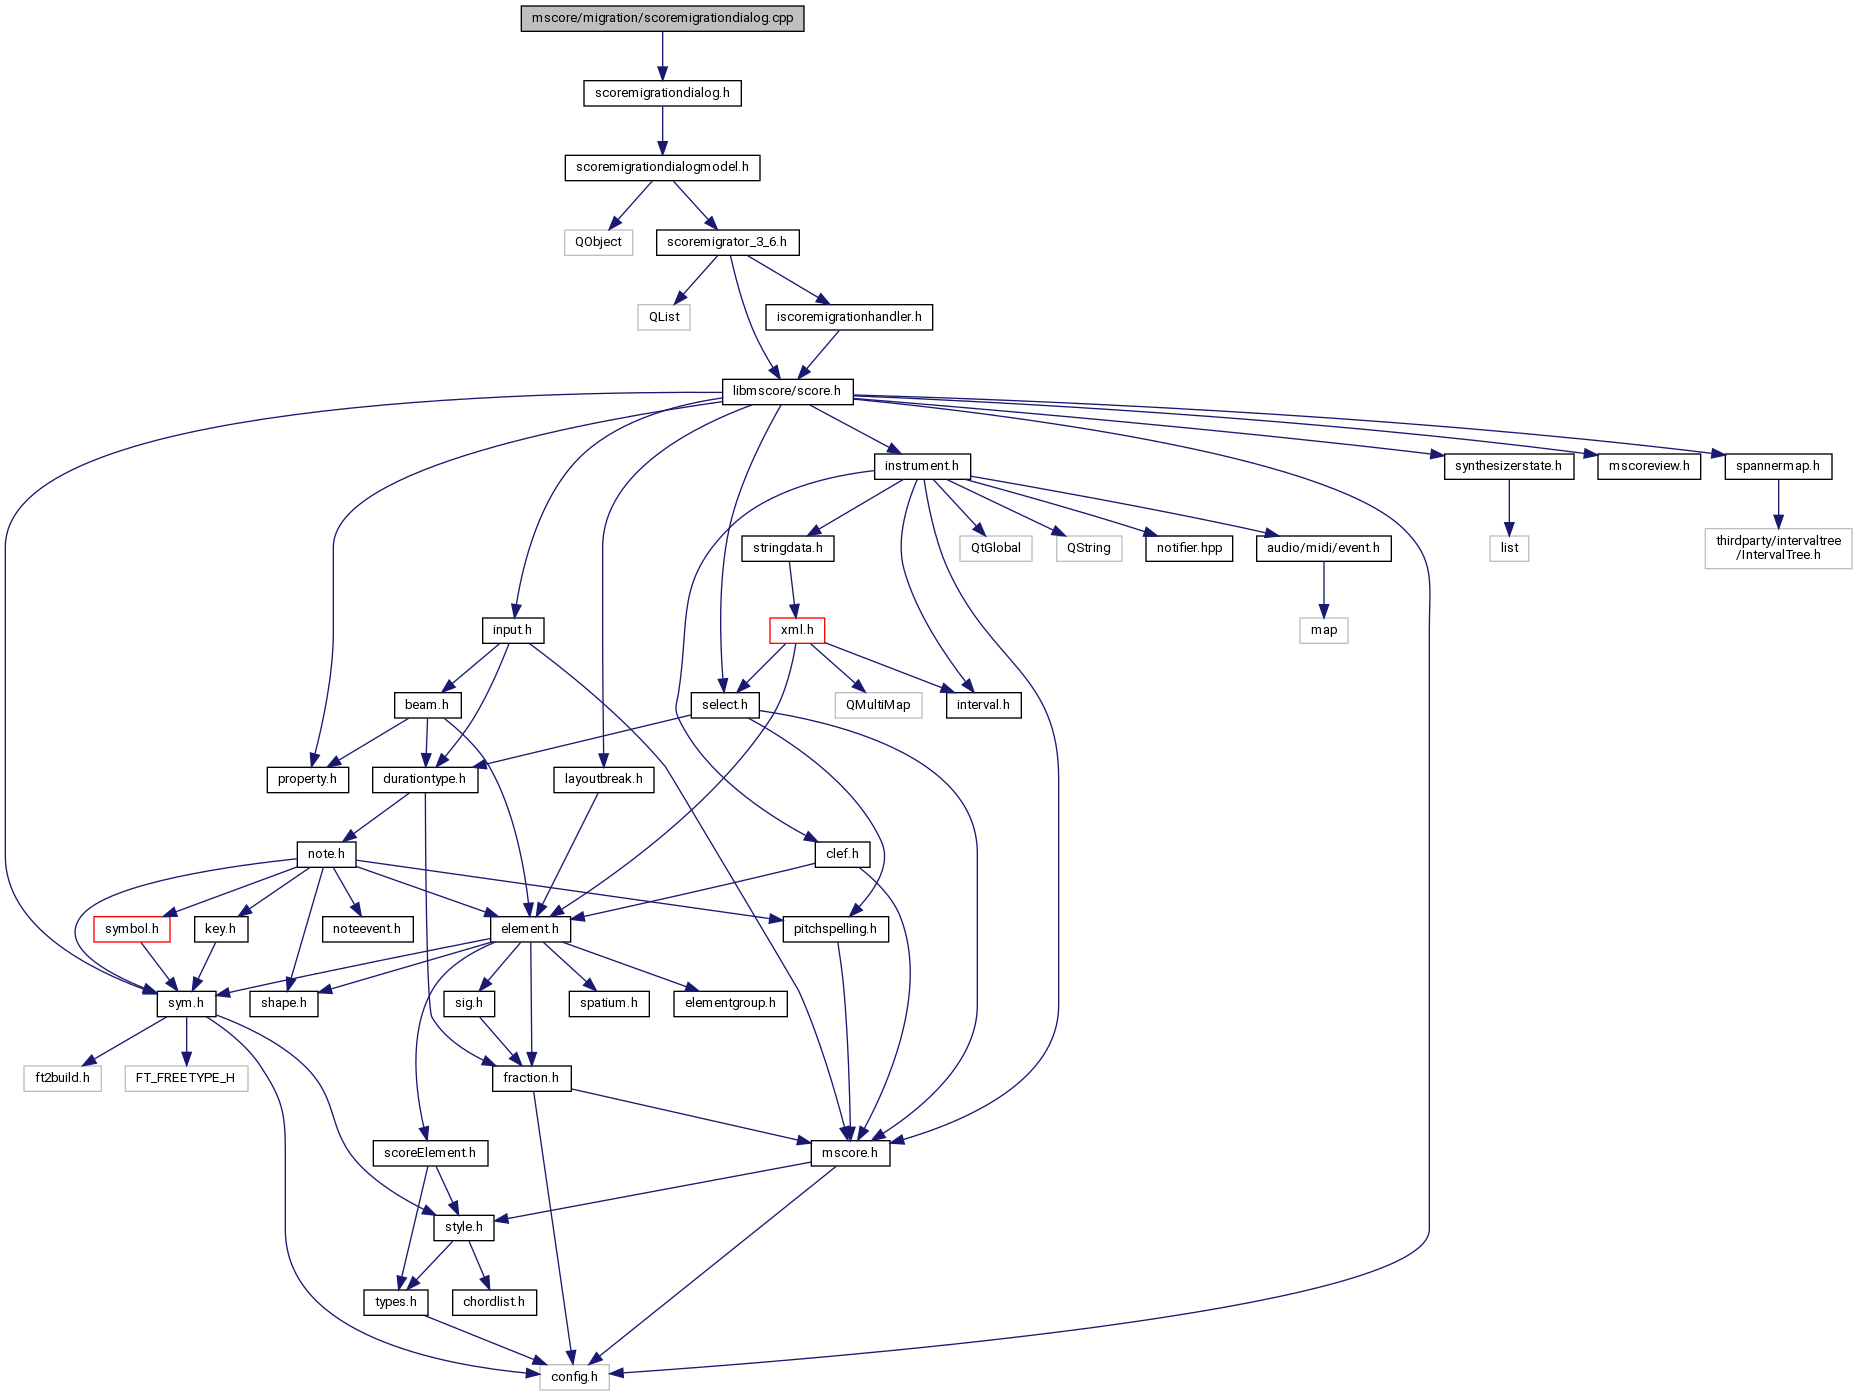 mscore/migration/scoremigrationdialog.cpp
scoremigrationdialog.h
scoremigrationdialogmodel.h
QObject
scoremigrator_3_6.h
QList
iscoremigrationhandler.h
libmscore/score.h
instrument.h
synthesizerstate.h
mscoreview.h
spannermap.h
stringdata.h
QtGlobal
QString
notifier.hpp
audio/midi/event.h
list
thirdparty/intervaltree
/IntervalTree.h
input.h
xml.h
map
beam.h
select.h
QMultiMap
interval.h
property.h
durationtype.h
layoutbreak.h
note.h
clef.h
symbol.h
key.h
noteevent.h
element.h
pitchspelling.h
sym.h
shape.h
sig.h
spatium.h
elementgroup.h
ft2build.h
FT_FREETYPE_H
fraction.h
scoreElement.h
mscore.h
style.h
types.h
chordlist.h
config.h